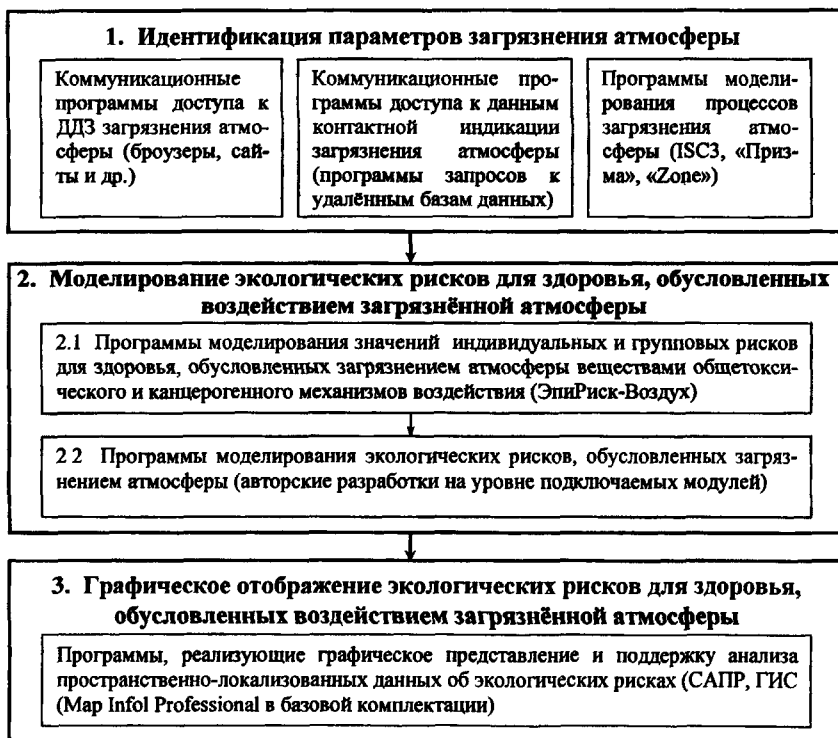 1. Идентификация параметров загрязнения атмосферы
Коммуникационные
программы доступа к
ДДЗ загрязнения атмо-
сферы (броузеры, сай-
ты и др.)
Коммуникационные про-
граммы доступа к данным
контактной индикации
загрязнения атмосферы
(программы запросов к
удалённым базам данных)
Программы модели-
рования процессов
загрязнения атмо-
сферы (ISC3, «Приз-
ма», «Zone»)
2. Моделирование экологических рисков для здоровья, обусловленных
воздействием загрязнённой атмосферы
2.1 Программы моделирования значений индивидуальных и групповых рисков
для здоровья, обусловленных загрязнением атмосферы веществами общетокси-
ческого и канцерогенного механизмов воздействия (ЭпиРиск-Воздух)
2 2 Программы моделирования экологических рисков, обусловленных загряз-
нением атмосферы (авторские разработки на уровне подключаемых модулей)
3. Графическое отображение экологических рисков для здоровья,
обусловленных воздействием загрязнённой атмосферы
Программы, реализующие графическое представление и поддержку анализа
пространственно-локализованных данных об экологических рисках (САПР, ГИС
(Map Infol Professional в базовой комплектации)